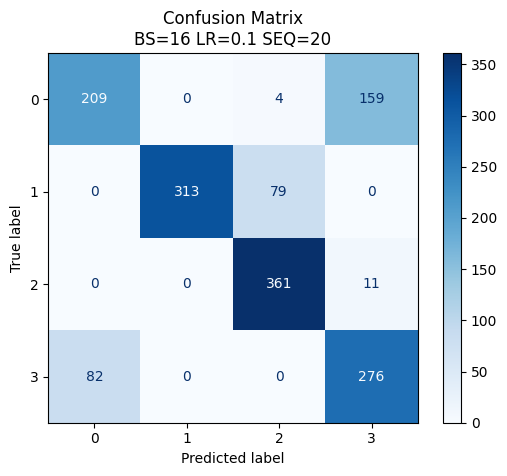 Confusion Matrix
BS=16 LR=0.1 SEQ=20
0 209 0 4 159
1 0 313 79 0
2 0 0 361 11
3 82 0 0 276
0 1 2 3
Predicted label
True label
350
300
250
200
150
100
50
0